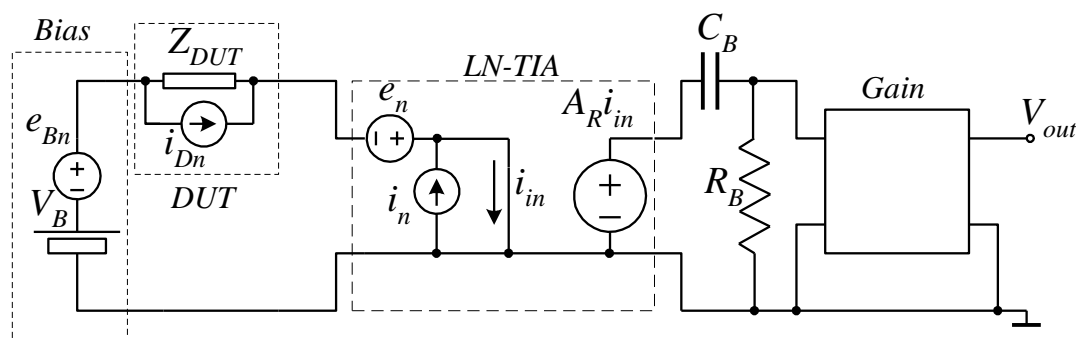 Bias
Z_DUT
i_Dn
DUT
e_Bn
+
−
V_B
LN-TIA
e_n
− +
i_n
i_in
A_R i_in
+
−
C_B
R_B
Gain
V_out